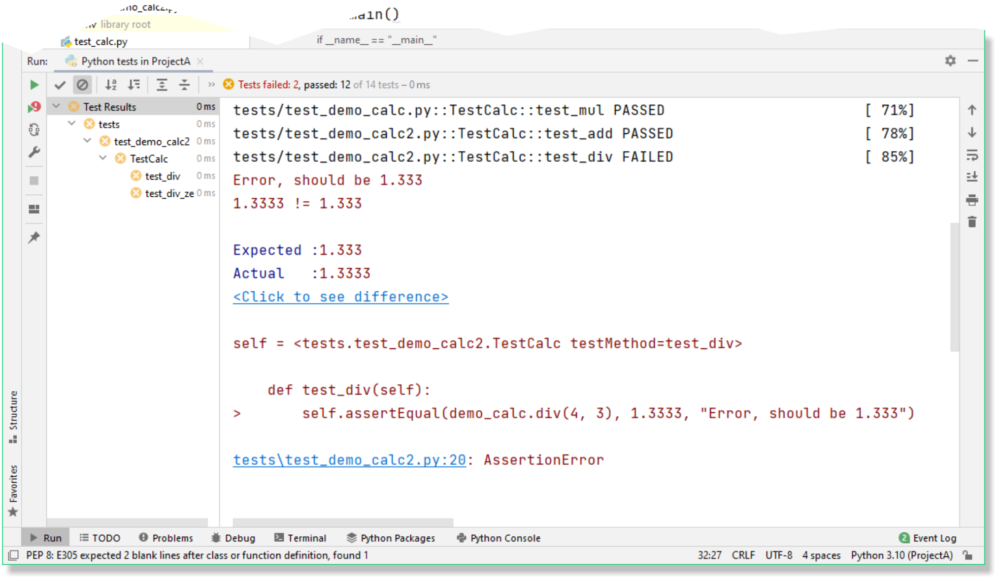 library root
test_calc.py
if __name__ == "__main__"
Run: Python tests in ProjectA
Tests failed: 2, passed: 12 of 14 tests – 0 ms
Test Results 0 ms
tests 0 ms
test_demo_calc2 0 ms
TestCalc 0 ms
test_div 0 ms
test_div_ze 0 ms
tests/test_demo_calc.py::TestCalc::test_mul PASSED [ 71%]
tests/test_demo_calc2.py::TestCalc::test_add PASSED [ 78%]
tests/test_demo_calc2.py::TestCalc::test_div FAILED [ 85%]
Error, should be 1.333
1.3333 != 1.333
Expected :1.333
Actual   :1.3333
<Click to see difference>
self = <tests.test_demo_calc2.TestCalc testMethod=test_div>
def test_div(self):
>       self.assertEqual(demo_calc.div(4, 3), 1.3333, "Error, should be 1.333")
tests\test_demo_calc2.py:20: AssertionError
Structure
Favorites
Run TODO Problems Debug Terminal Python Packages Python Console 2 Event Log
PEP 8: E305 expected 2 blank lines after class or function definition, found 1 32:27 CRLF UTF-8 4 spaces Python 3.10 (ProjectA)